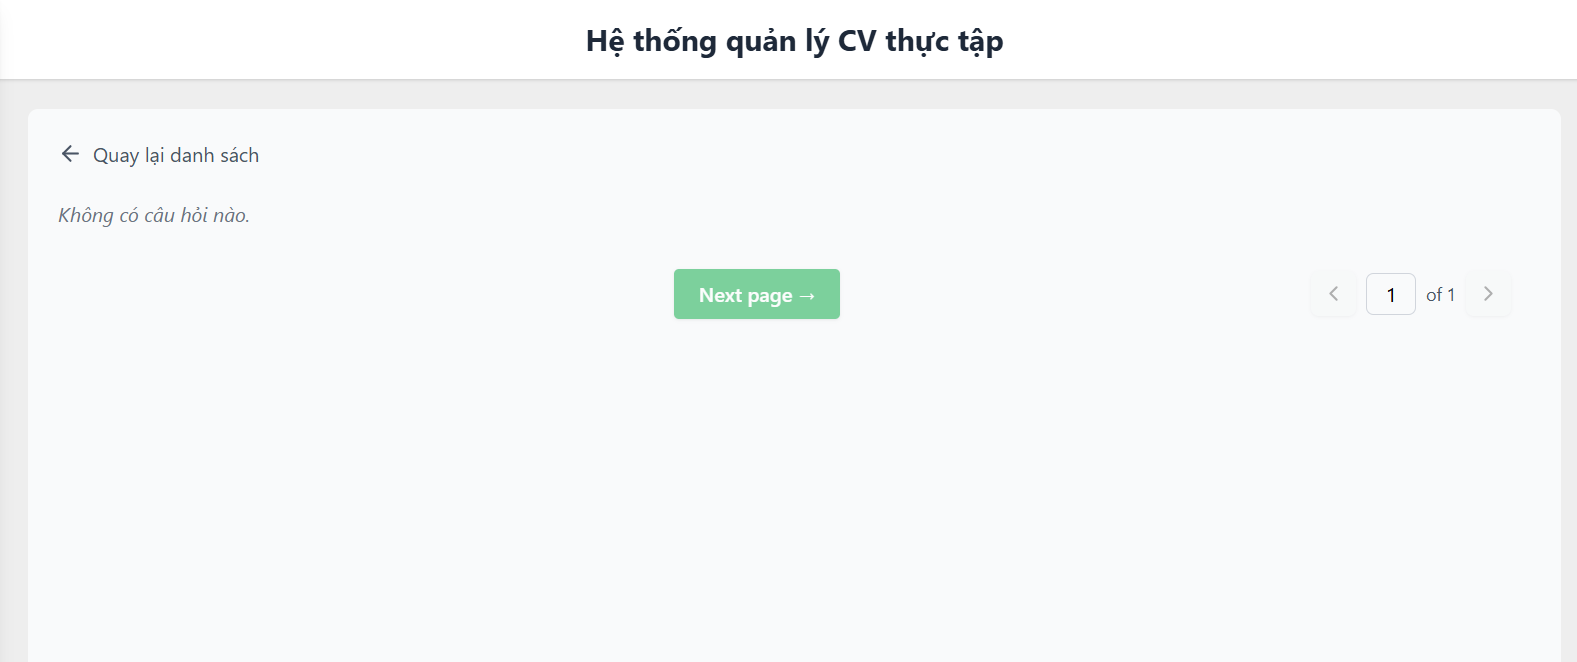 Hệ thống quản lý CV thực tập
Quay lại danh sách
Không có câu hỏi nào.
Next page →
1 of 1